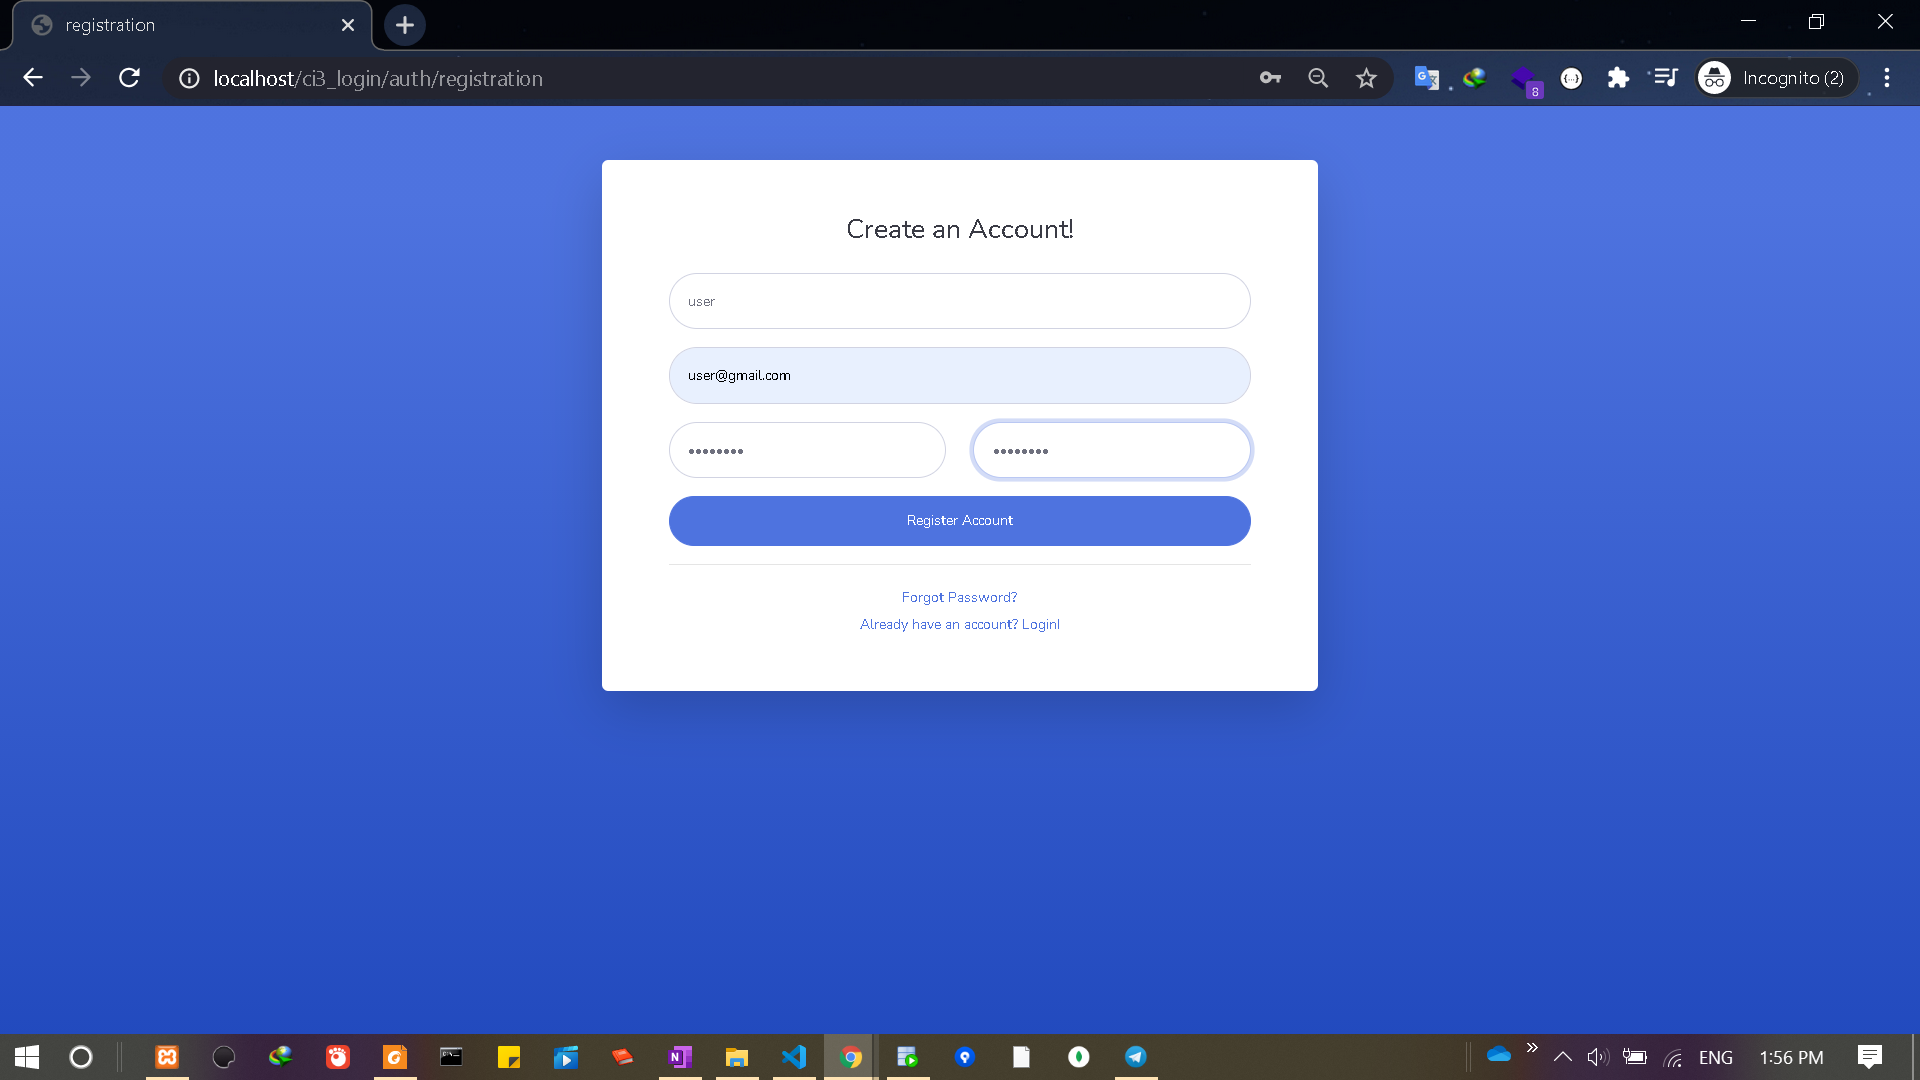 registration
localhost/ci3_login/auth/registration
8
Incognito (2)
Create an Account!
user
user@gmail.com
••••••••
••••••••
Register Account
Forgot Password?
Already have an account? Login!
ENG
1:56 PM